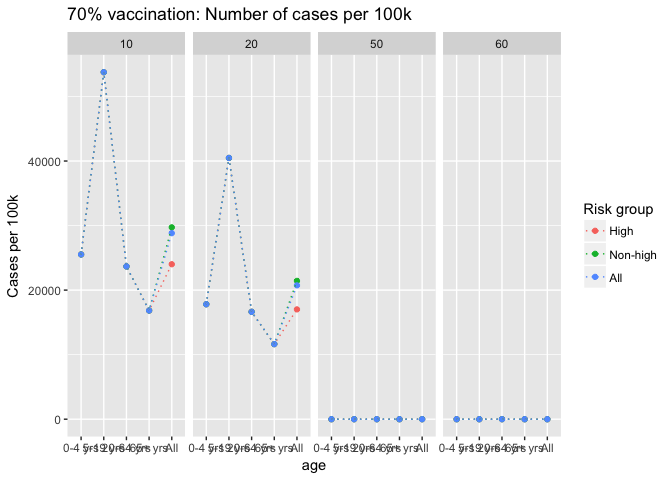 70% vaccination: Number of cases per 100k
10 20 50 60
Cases per 100k
40000
20000
0
0-4 yrs 5-19 yrs 20-64 yrs 65+ yrs All 0-4 yrs 5-19 yrs 20-64 yrs 65+ yrs All 0-4 yrs 5-19 yrs 20-64 yrs 65+ yrs All 0-4 yrs 5-19 yrs 20-64 yrs 65+ yrs All
age
Risk group
High
Non-high
All